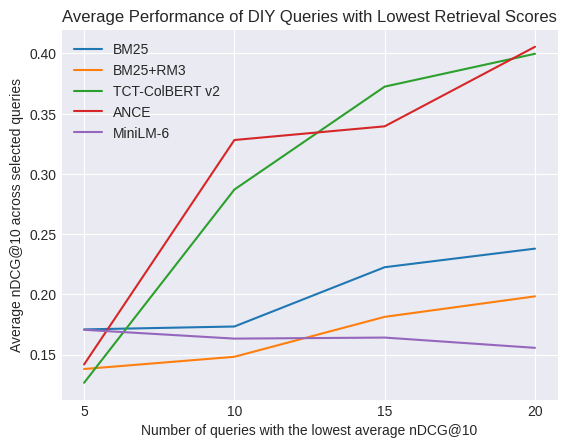 Average Performance of DIY Queries with Lowest Retrieval Scores
BM25
BM25+RM3
TCT-ColBERT v2
ANCE
MiniLM-6
0.40
0.35
0.30
0.25
0.20
0.15
Average nDCG@10 across selected queries
5 10 15 20
Number of queries with the lowest average nDCG@10